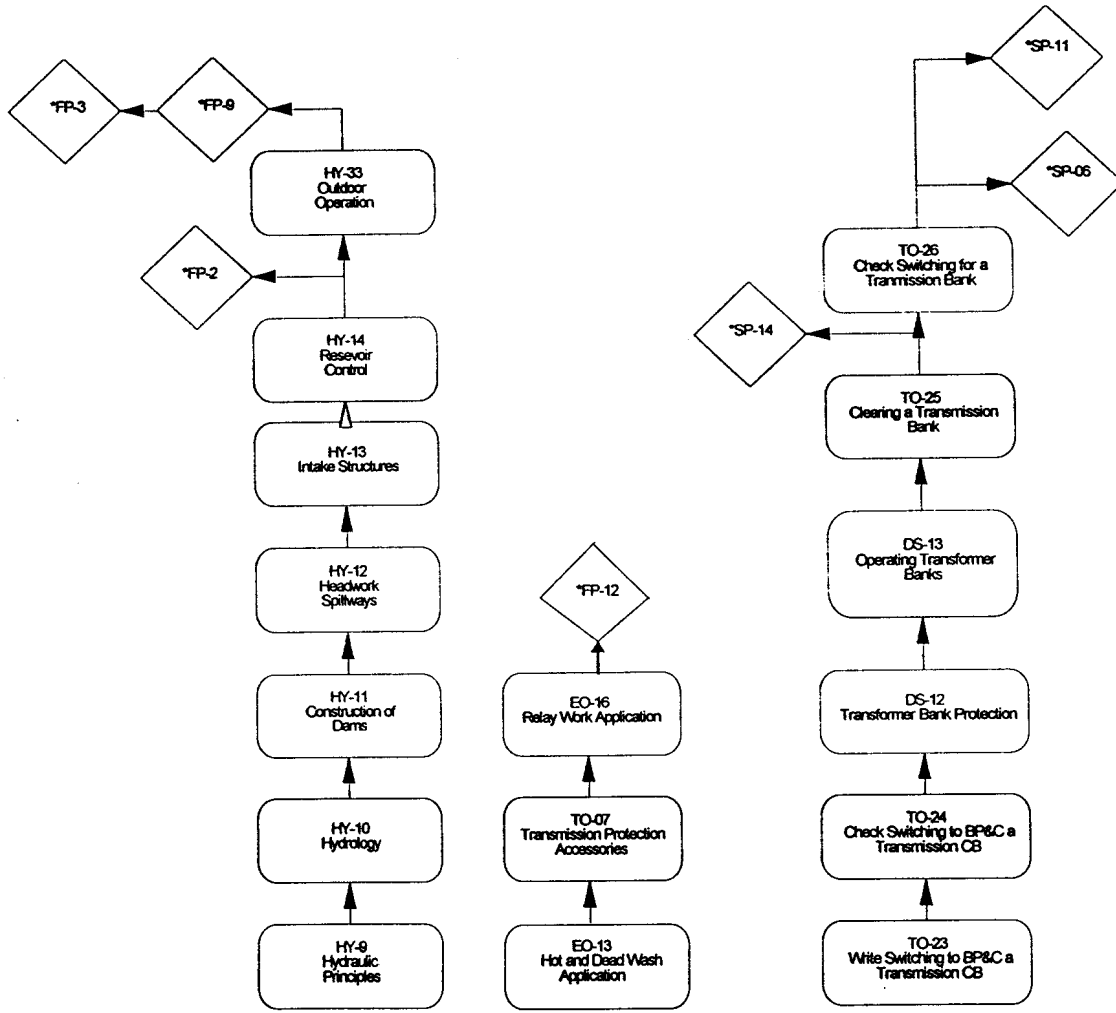 *SP-11
*FP-3
*FP-9
HY-33
Outdoor
Operation
*SP-06
TO-26
Check Switching for a
Tranmission Bank
*FP-2
*SP-14
HY-14
Resevoir
Control
TO-25
Clearing a Transmission
Bank
HY-13
Intake Structures
DS-13
Operating Transformer
Banks
HY-12
Headwork
Spillways
*FP-12
HY-11
Construction of
Dams
EO-16
Relay Work Application
DS-12
Transformer Bank Protection
HY-10
Hydrology
TO-07
Transmission Protection
Accessories
TO-24
Check Switching to BP&C a
Transmission CB
HY-9
Hydraulic
Principles
EO-13
Hot and Dead Wash
Application
TO-23
Write Switching to BP&C a
Transmission CB